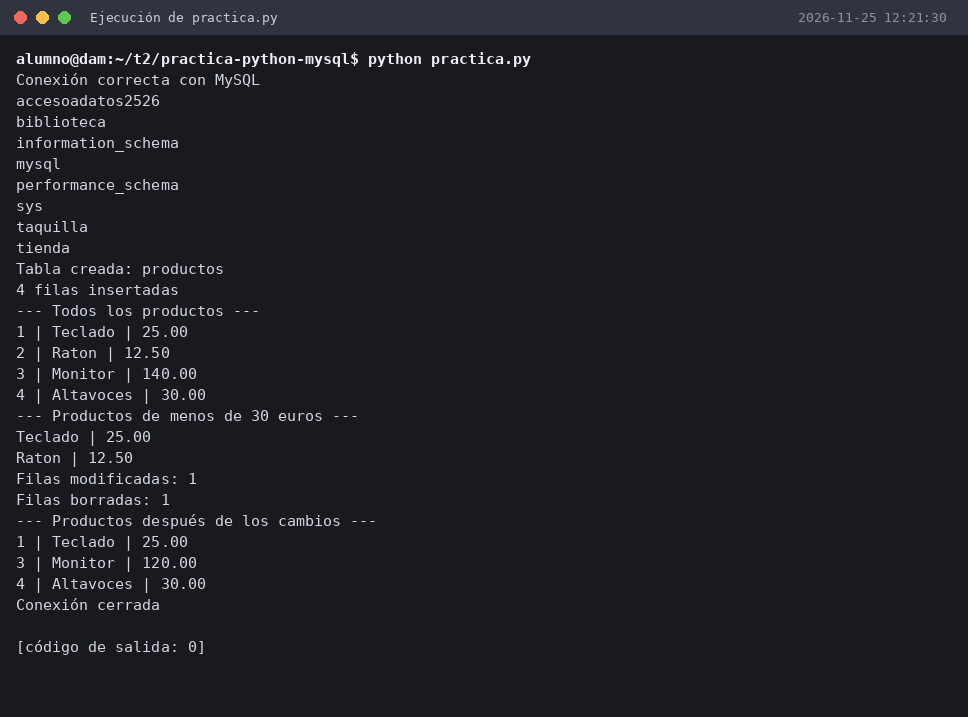 Ejecución de practica.py
2026-11-25 12:21:30
alumno@dam:~/t2/practica-python-mysql$ python practica.py
Conexión correcta con MySQL
accesoadatos2526
biblioteca
information_schema
mysql
performance_schema
sys
taquilla
tienda
Tabla creada: productos
4 filas insertadas
--- Todos los productos ---
1 | Teclado | 25.00
2 | Raton | 12.50
3 | Monitor | 140.00
4 | Altavoces | 30.00
--- Productos de menos de 30 euros ---
Teclado | 25.00
Raton | 12.50
Filas modificadas: 1
Filas borradas: 1
--- Productos después de los cambios ---
1 | Teclado | 25.00
3 | Monitor | 120.00
4 | Altavoces | 30.00
Conexión cerrada
[código de salida: 0]